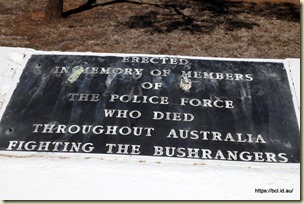 ERECTED
IN MEMORY OF MEMBERS
OF
THE POLICE FORCE
WHO DIED
THROUGHOUT AUSTRALIA
FIGHTING THE BUSHRANGERS
https://bcl.id.au/